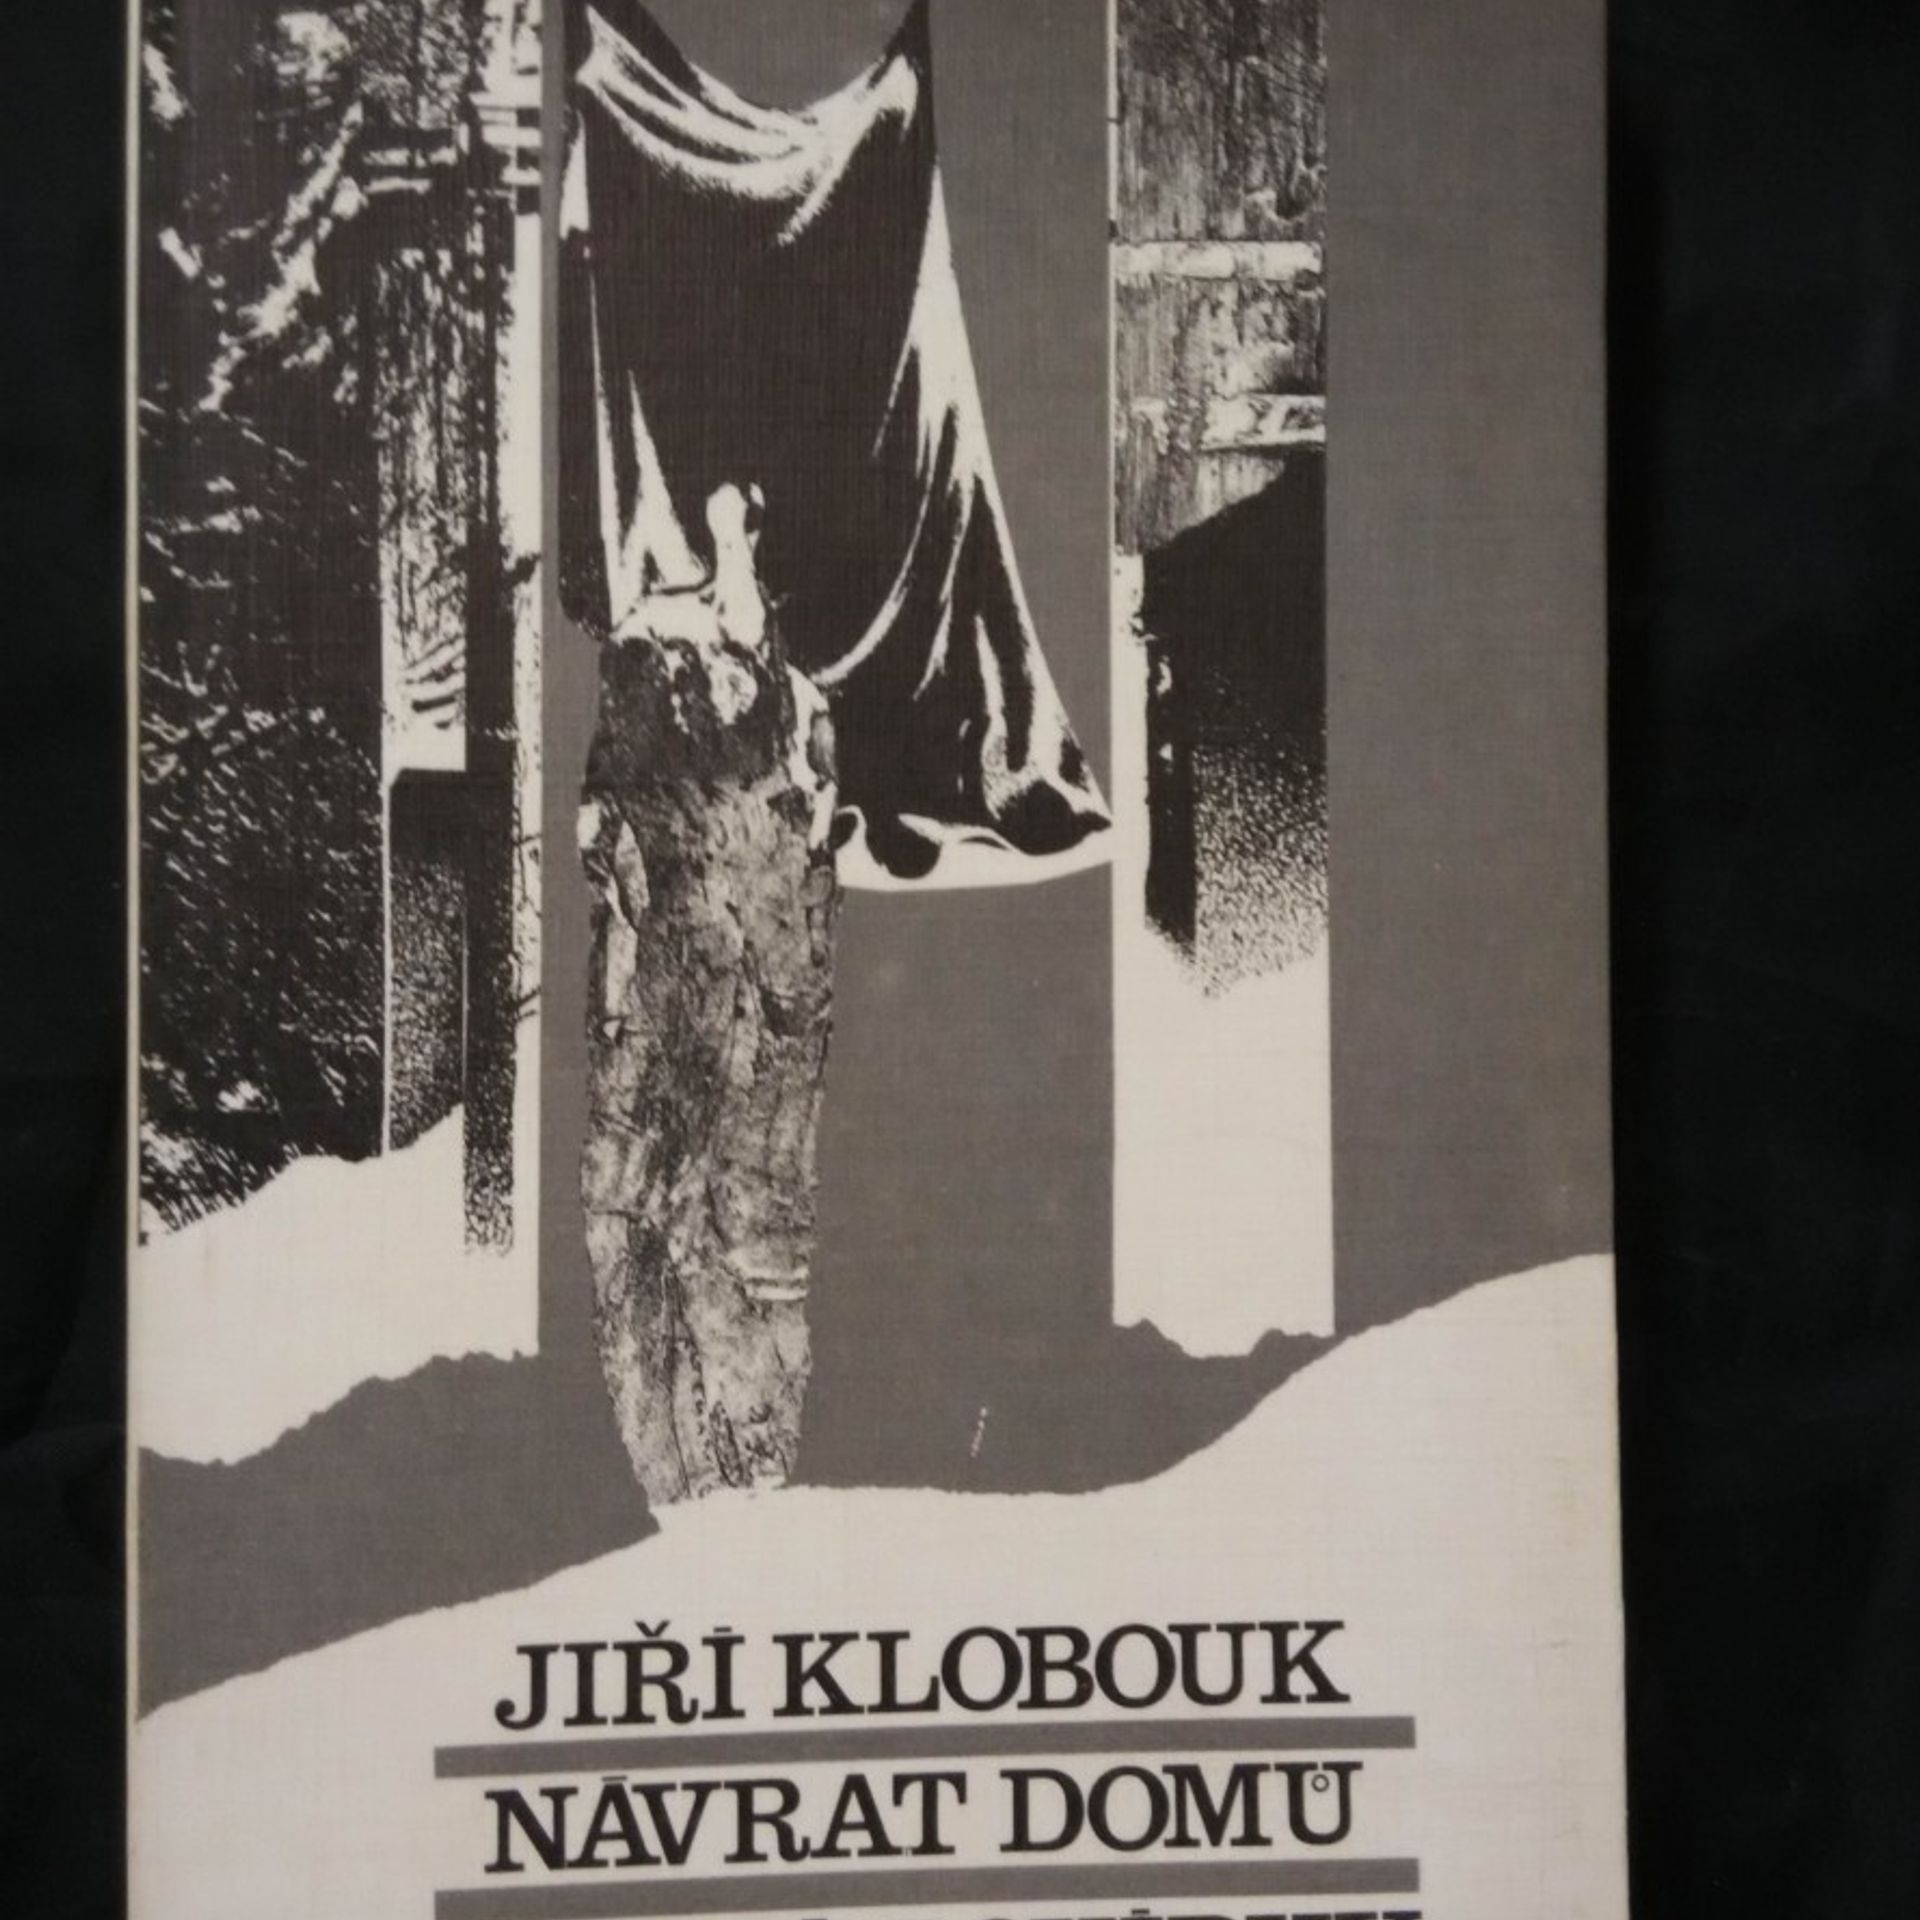 JIŘÍ KLOBOUK
NÁVRAT DOMŮ